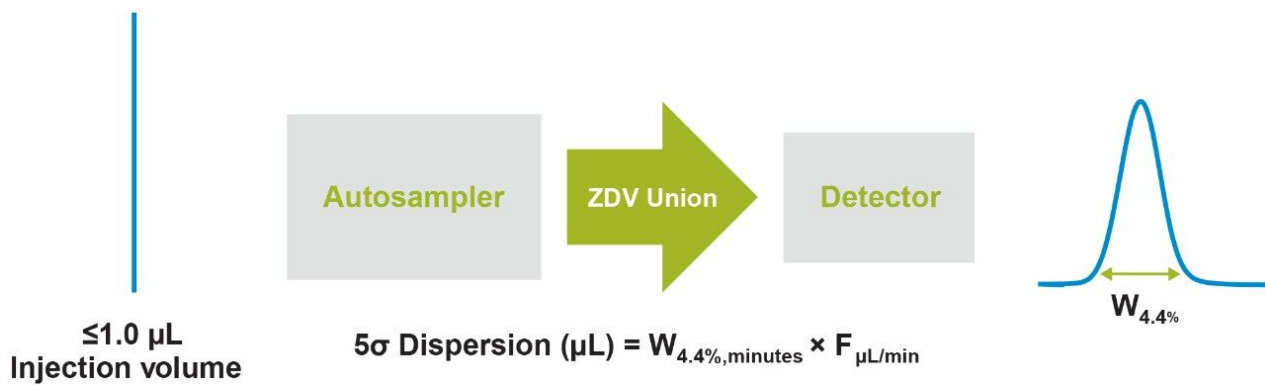 Autosampler
ZDV Union
Detector
W4.4%
≤1.0 µL
Injection volume
5σ Dispersion (µL) = W4.4%,minutes × FµL/min